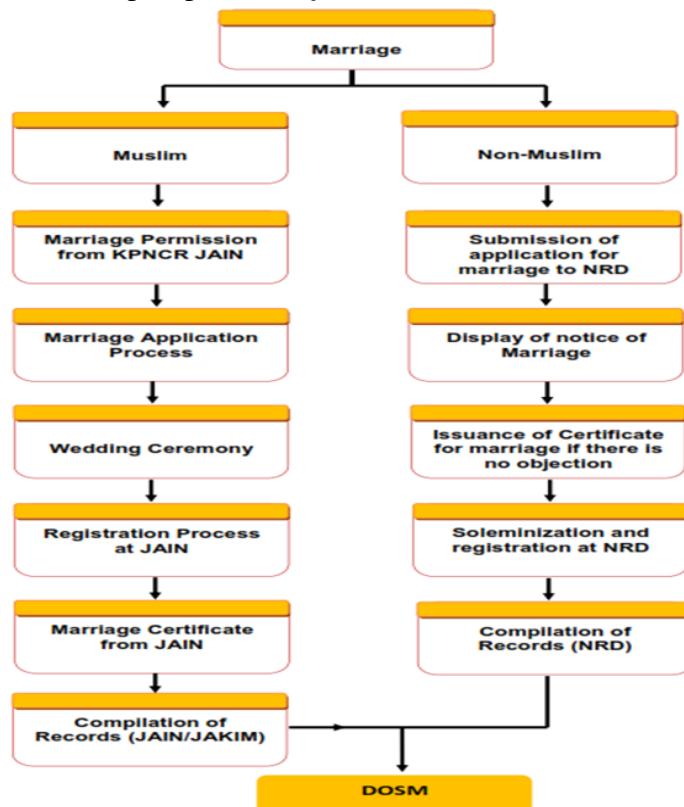 Marriage
Muslim
Marriage Permission
from KPNCR JAIN
Marriage Application
Process
Wedding Ceremony
Registration Process
at JAIN
Marriage Certificate
from JAIN
Compilation of
Records (JAIN/JAKIM)
Non-Muslim
Submission of
application for
marriage to NRD
Display of notice of
Marriage
Issuance of Certificate
for marriage if there is
no objection
Soleminization and
registration at NRD
Compilation of
Records (NRD)
DOSM